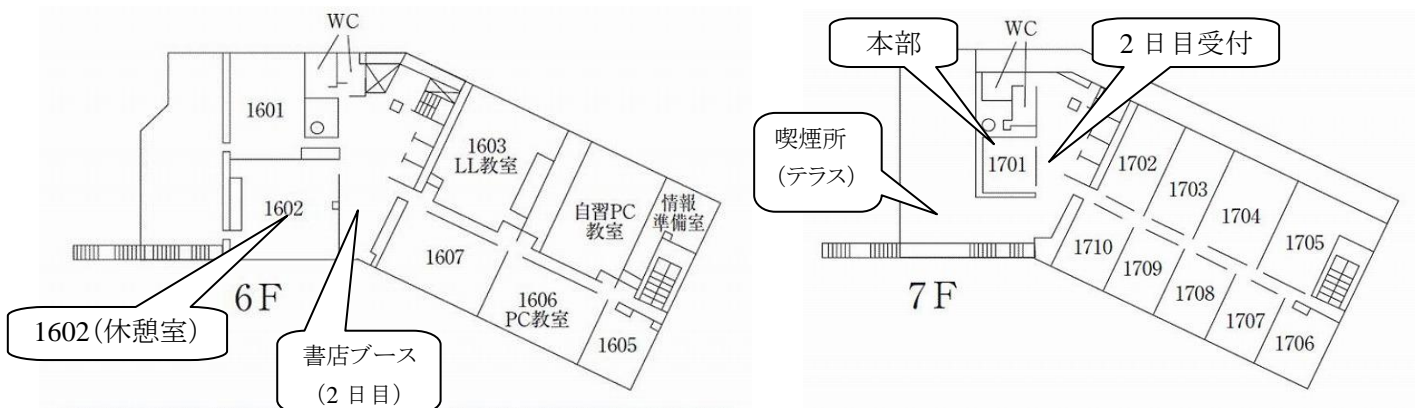 WC
1601
1602
1603
LL教室
自習PC
教室
情報
準備室
1607
1606
PC教室
1605
6F
1602(休憩室)
書店ブース
(2日目)
本部
WC
2日目受付
喫煙所
(テラス)
1701
1702
1703
1704
1705
1710
1709
1708
1707
1706
7F